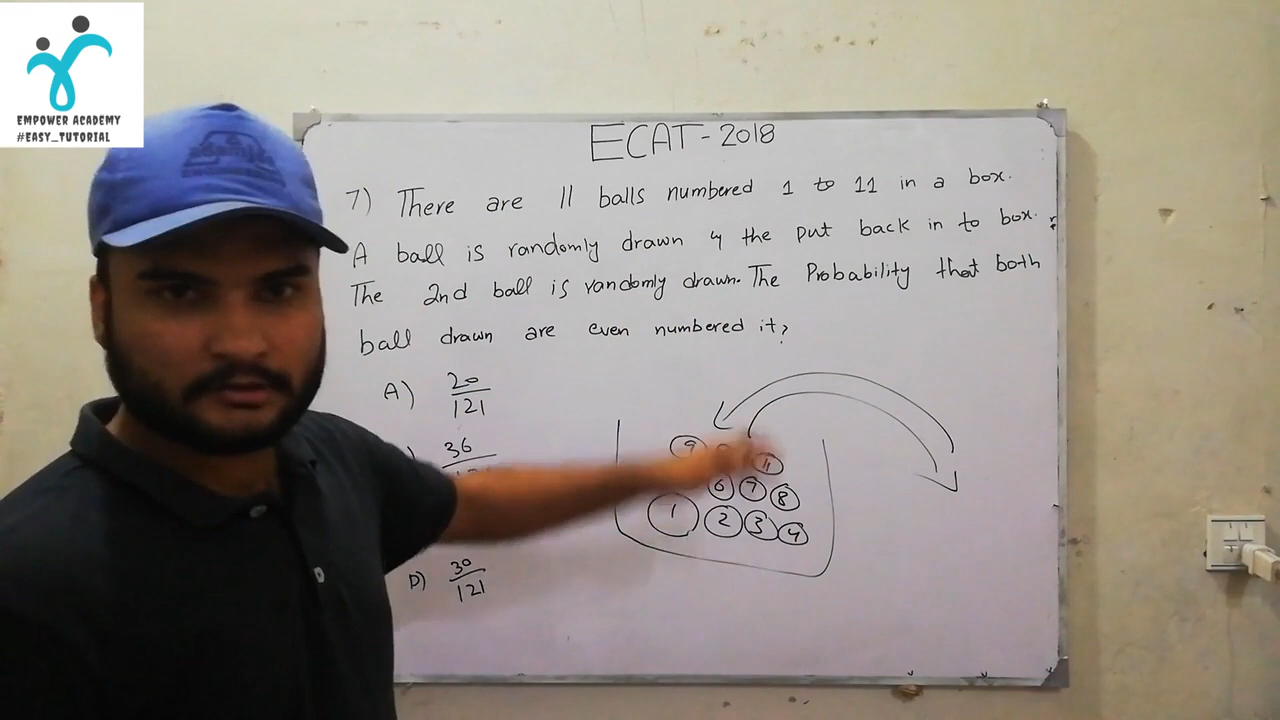 EMPOWER ACADEMY
#EASY_TUTORIAL
ECAT-2018
7) There are 11 balls numbered 1 to 11 in a box.
A ball is randomly drawn & the put back in to box.
The 2nd ball is randomly drawn. The Probability that both
ball drawn are even numbered it?
A) 20/121
36
D) 30/121
9 11
6 7 8
1 2 3 4